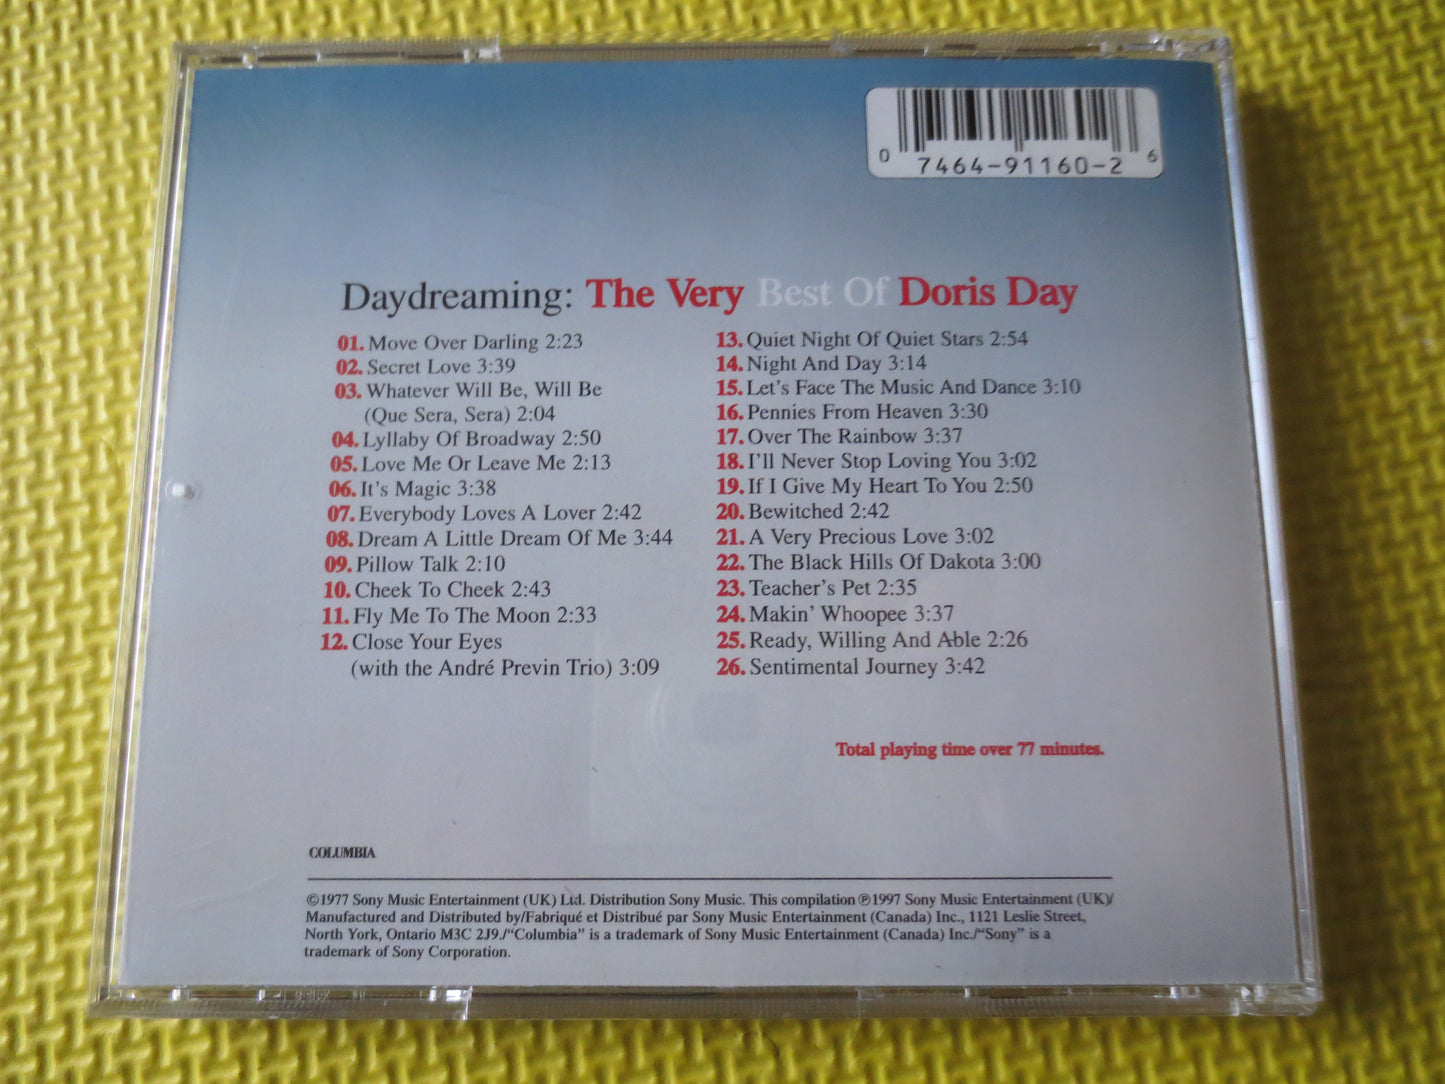 0 7464-91160-2 6
Daydreaming: The Very Best Of Doris Day
01. Move Over Darling 2:23
02. Secret Love 3:39
03. Whatever Will Be, Will Be
(Que Sera, Sera) 2:04
04. Lyllaby Of Broadway 2:50
05. Love Me Or Leave Me 2:13
06. It's Magic 3:38
07. Everybody Loves A Lover 2:42
08. Dream A Little Dream Of Me 3:44
09. Pillow Talk 2:10
10. Cheek To Cheek 2:43
11. Fly Me To The Moon 2:33
12. Close Your Eyes
(with the André Previn Trio) 3:09
13. Quiet Night Of Quiet Stars 2:54
14. Night And Day 3:14
15. Let's Face The Music And Dance 3:10
16. Pennies From Heaven 3:30
17. Over The Rainbow 3:37
18. I'll Never Stop Loving You 3:02
19. If I Give My Heart To You 2:50
20. Bewitched 2:42
21. A Very Precious Love 3:02
22. The Black Hills Of Dakota 3:00
23. Teacher's Pet 2:35
24. Makin' Whoopee 3:37
25. Ready, Willing And Able 2:26
26. Sentimental Journey 3:42
Total playing time over 77 minutes.
COLUMBIA
©1977 Sony Music Entertainment (UK) Ltd. Distribution Sony Music. This compilation ℗1997 Sony Music Entertainment (UK)/
Manufactured and Distributed by/Fabriqué et Distribué par Sony Music Entertainment (Canada) Inc., 1121 Leslie Street,
North York, Ontario M3C 2J9./"Columbia" is a trademark of Sony Music Entertainment (Canada) Inc./"Sony" is a
trademark of Sony Corporation.